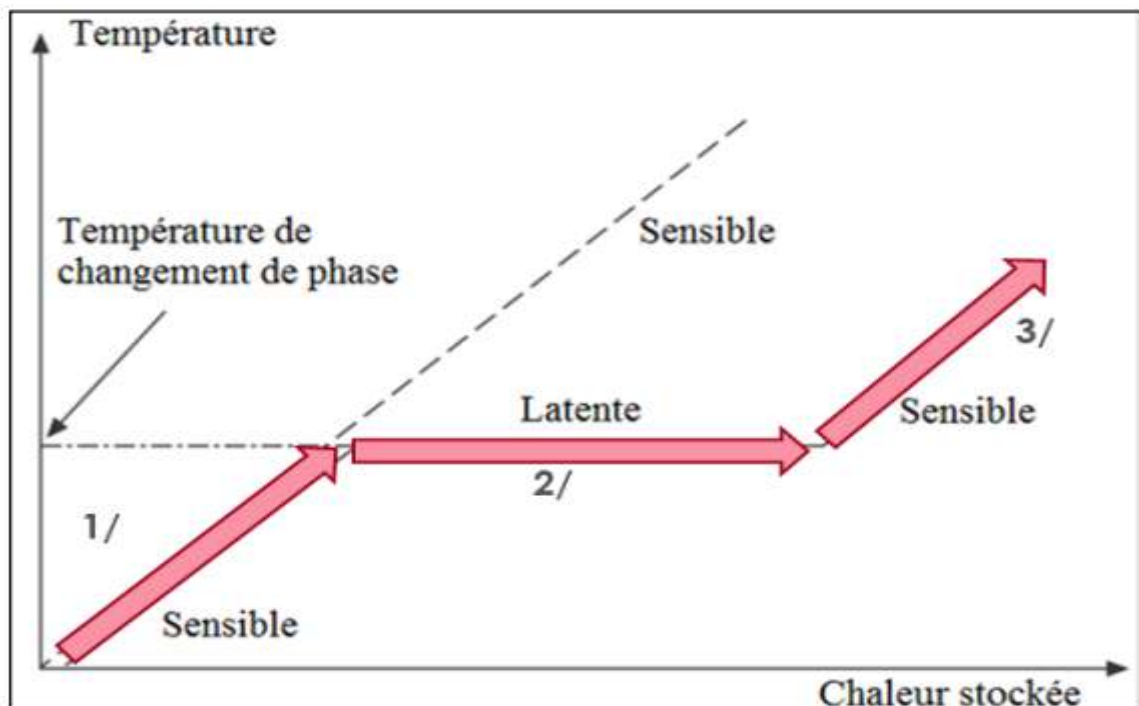 Température
Sensible
Température de
changement de phase
3/
Latente
Sensible
2/
1/
Sensible
Chaleur stockée